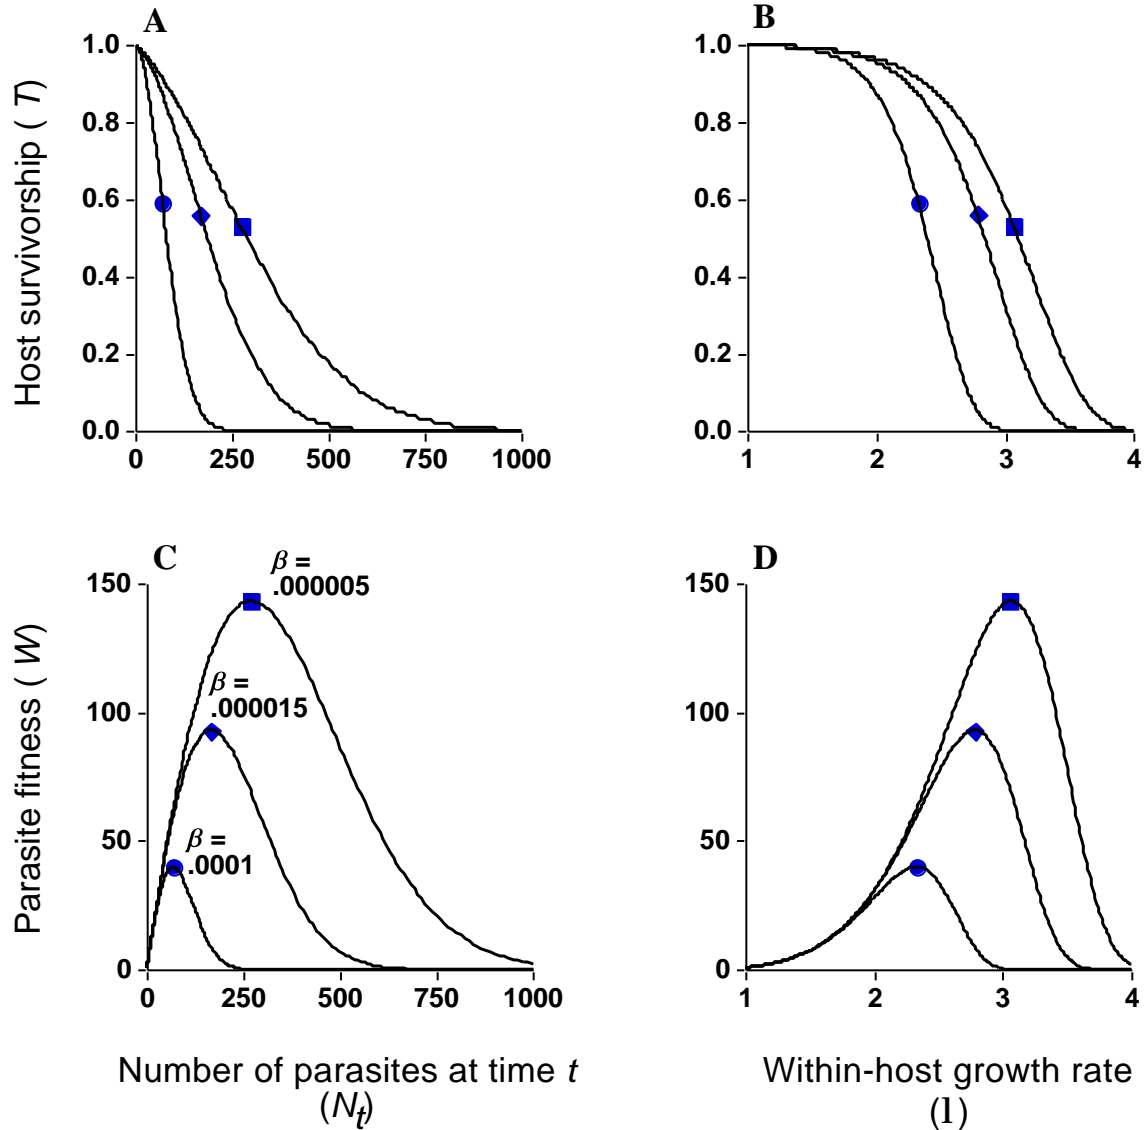 A
B
Host survivorship ( T)
1.0
0.8
0.6
0.4
0.2
0.0
0 250 500 750 1000
1.0
0.8
0.6
0.4
0.2
0.0
1 2 3 4
C
D
Parasite fitness ( W)
150
100
50
0
β =
.000005
β =
.000015
β =
.0001
0 250 500 750 1000
150
100
50
0
1 2 3 4
Number of parasites at time t
(Nt)
Within-host growth rate
(l)